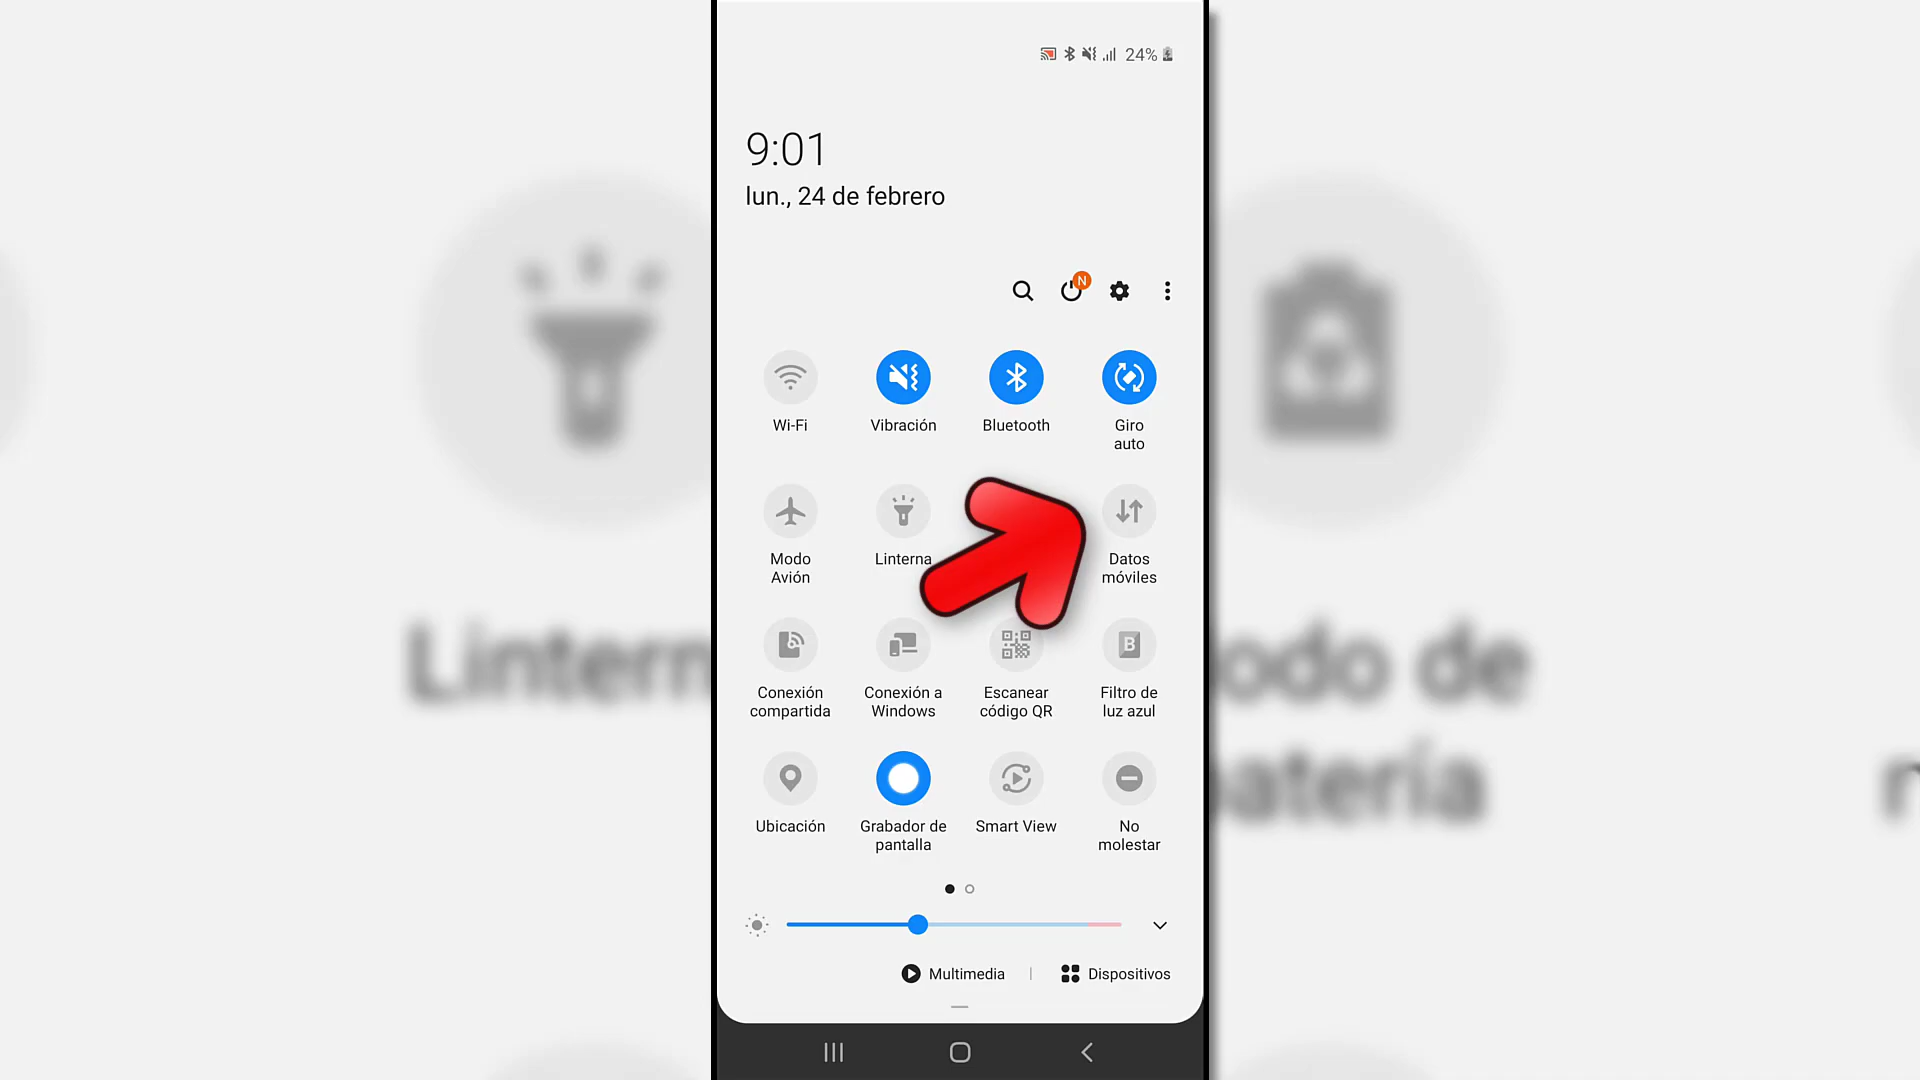 24%
9:01
lun., 24 de febrero
N
Wi-Fi
Vibración
Bluetooth
Giro
auto
Modo
Avión
Linterna
Datos
móviles
Conexión
compartida
Conexión a
Windows
Escanear
código QR
Filtro de
luz azul
B
Ubicación
Grabador de
pantalla
Smart View
No
molestar
Multimedia
Dispositivos
Lintern
odo de
batería